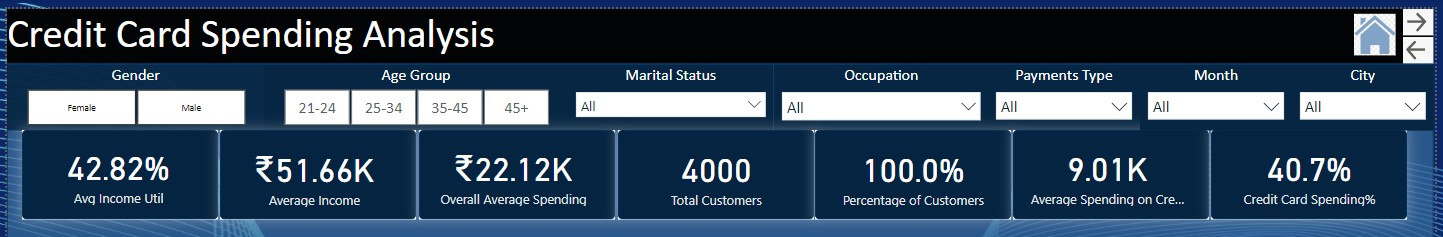 Credit Card Spending Analysis
Gender
Age Group
Marital Status
Occupation
Payments Type
Month
City
Female
Male
21-24
25-34
35-45
45+
All
All
All
All
All
42.82%
Avg Income Util
₹51.66K
Average Income
₹22.12K
Overall Average Spending
4000
Total Customers
100.0%
Percentage of Customers
9.01K
Average Spending on Cre...
40.7%
Credit Card Spending%